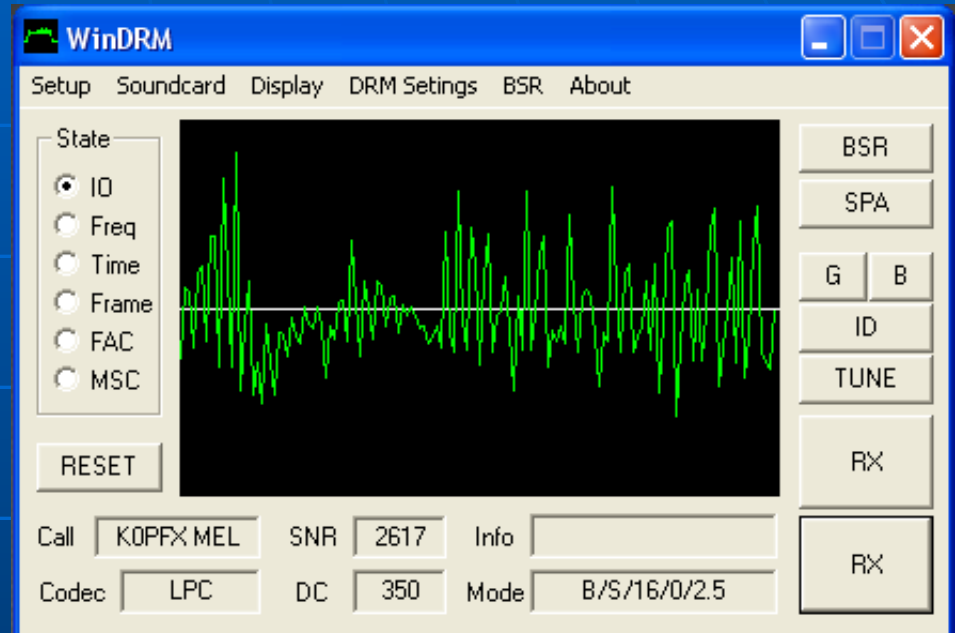 WinDRM
Setup Soundcard Display DRM Setings BSR About
State
IO
Freq
Time
Frame
FAC
MSC
RESET
BSR
SPA
G B
ID
TUNE
RX
RX
Call K0PFX MEL SNR 2617 Info
Codec LPC DC 350 Mode B/S/16/0/2.5